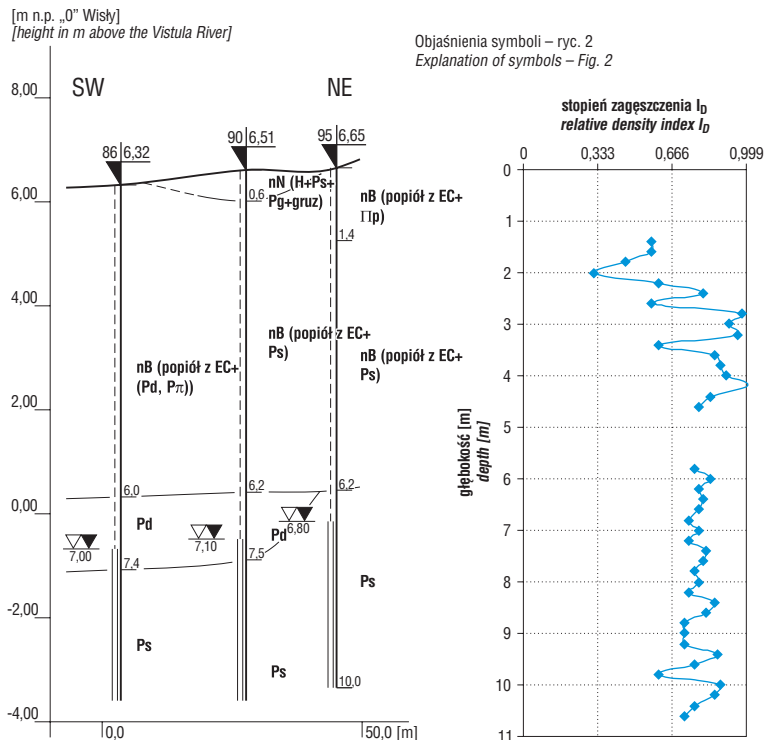 [m n.p. „0” Wisły]
[height in m above the Vistula River]
Objaśnienia symboli – ryc. 2
Explanation of symbols – Fig. 2
8,00
6,00
4,00
2,00
0,00
-2,00
-4,00
SW
NE
86 6,32
90 6,51
95 6,65
nN (H+Ps+
Pg+gruz)
0,6
nB (popiół z EC+
Πp)
1,4
nB (popiół z EC+
(Pd, Pπ))
nB (popiół z EC+
Ps)
nB (popiół z EC+
Ps)
6,0
6,2
6,2
Pd
Pd
7,00
7,10
6,80
7,4
7,5
Ps
Ps
Ps
10,0
0,0
50,0 [m]
stopień zagęszczenia ID
relative density index ID
0
0,333
0,666
0,999
głębokość [m]
depth [m]
0
1
2
3
4
5
6
7
8
9
10
11